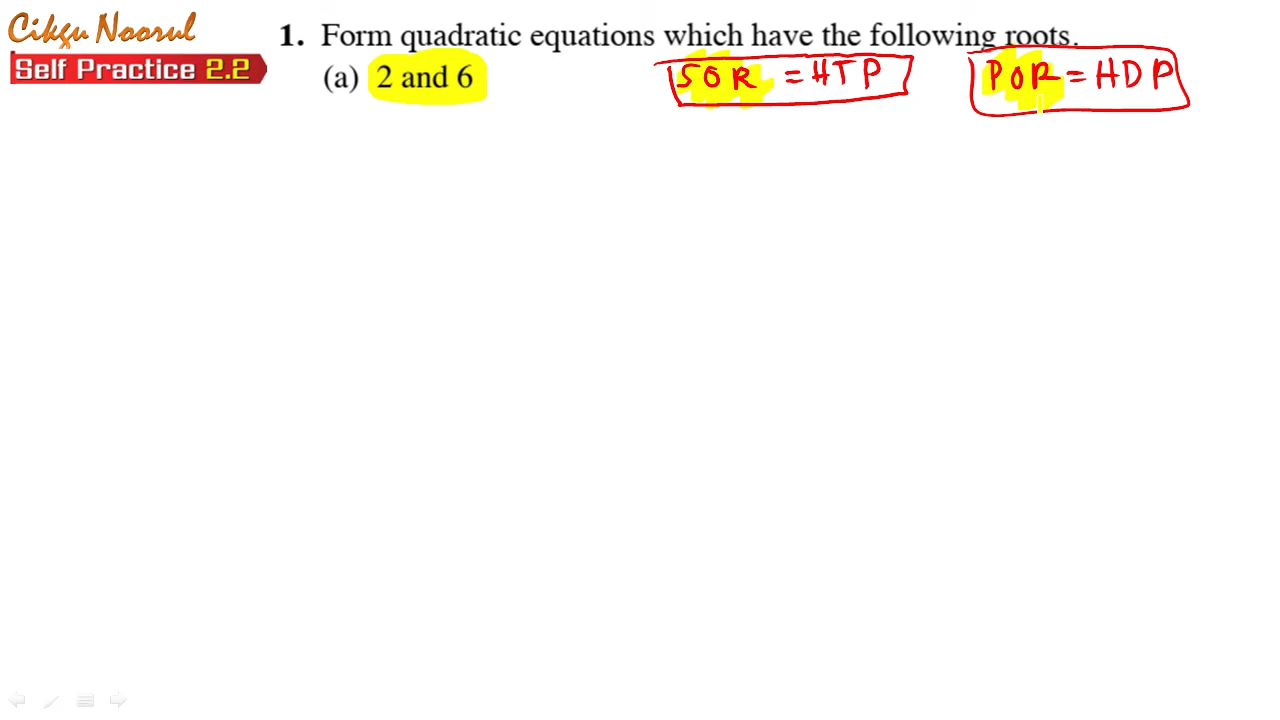 Cikgu Noorul
Self Practice 2.2
1. Form quadratic equations which have the following roots.
(a) 2 and 6
SOR = HTP
POR = HDP